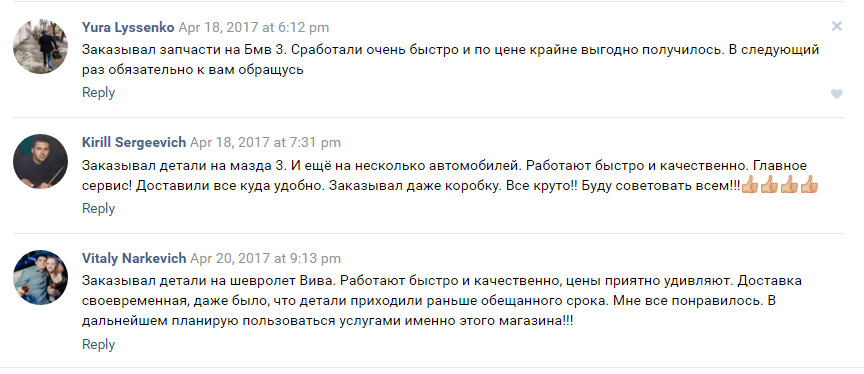 Yura Lyssenko Apr 18, 2017 at 6:12 pm
Заказывал запчасти на Бмв 3. Сработали очень быстро и по цене крайне выгодно получилось. В следующий
раз обязательно к вам обращусь
Reply
Kirill Sergeevich Apr 18, 2017 at 7:31 pm
Заказывал детали на мазда 3. И ещё на несколько автомобилей. Работают быстро и качественно. Главное
сервис! Доставили все куда удобно. Заказывал даже коробку. Все круто!! Буду советовать всем!!!👍🏼👍🏼👍🏼👍🏼
Reply
Vitaly Narkevich Apr 20, 2017 at 9:13 pm
Заказывал детали на шевролет Вива. Работают быстро и качественно, цены приятно удивляют. Доставка
своевременная, даже было, что детали приходили раньше обещанного срока. Мне все понравилось. В
дальнейшем планирую пользоваться услугами именно этого магазина!!!
Reply